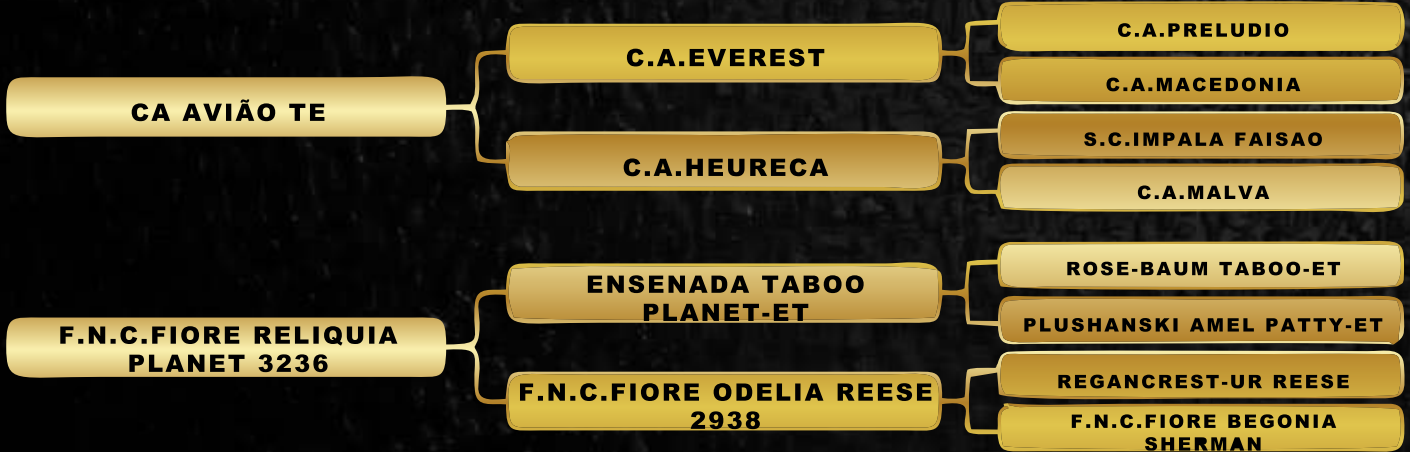 CA AVIÃO TE
C.A.EVEREST
C.A.HEURECA
C.A.PRELUDIO
C.A.MACEDONIA
S.C.IMPALA FAISAO
C.A.MALVA
F.N.C.FIORE RELIQUIA
PLANET 3236
ENSENADA TABOO
PLANET-ET
F.N.C.FIORE ODELIA REESE
2938
ROSE-BAUM TABOO-ET
PLUSHANSKI AMEL PATTY-ET
REGANCREST-UR REESE
F.N.C.FIORE BEGONIA
SHERMAN